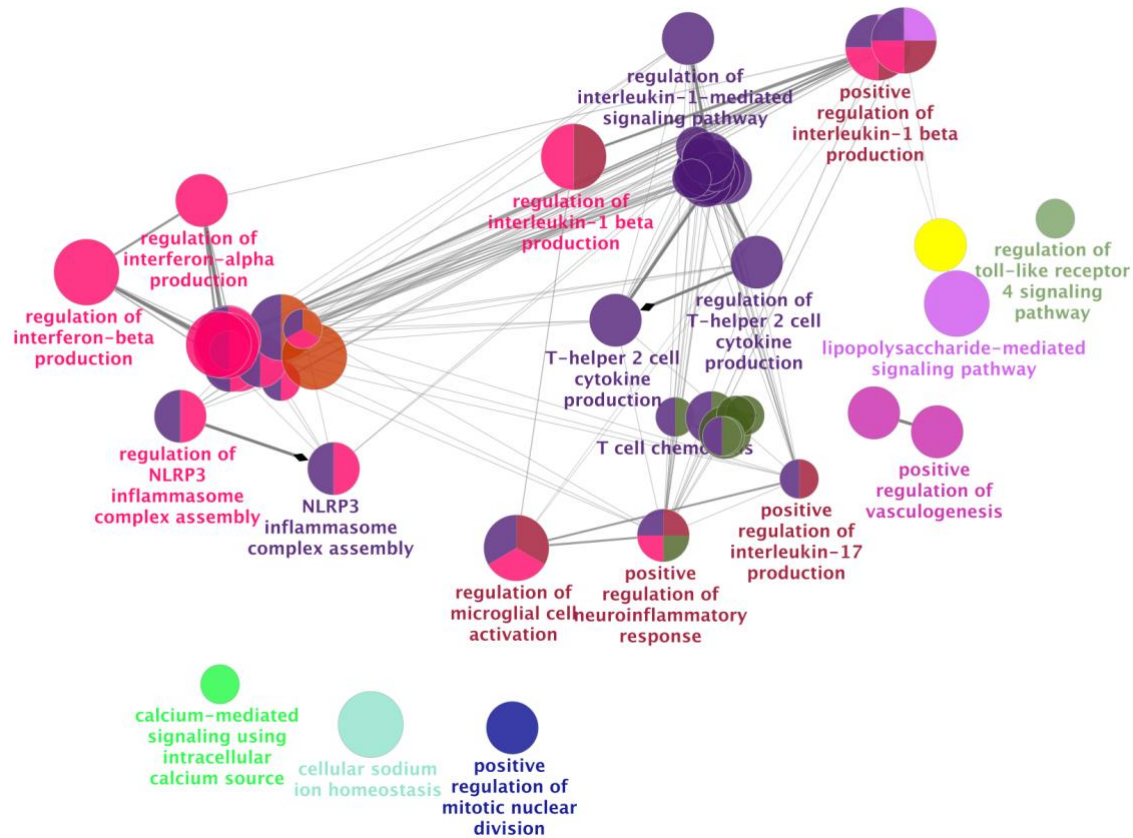 regulation of
interleukin-1-mediated
signaling pathway
positive
regulation of
interleukin-1 beta
production
regulation of
interleukin-1 beta
production
regulation of
interferon-alpha
production
regulation of
interferon-beta
production
regulation of
toll-like receptor
4 signaling
pathway
regulation of
T-helper 2 cell
cytokine
production
T-helper 2 cell
cytokine
production
lipopolysaccharide-mediated
signaling pathway
T cell chemotaxis
regulation of
NLRP3
inflammasome
complex assembly
NLRP3
inflammasome
complex assembly
positive
regulation of
vasculogenesis
positive
regulation of
interleukin-17
production
regulation of
microglial cell
activation
positive
regulation of
neuroinflammatory
response
calcium-mediated
signaling using
intracellular
calcium source
cellular sodium
ion homeostasis
positive
regulation of
mitotic nuclear
division